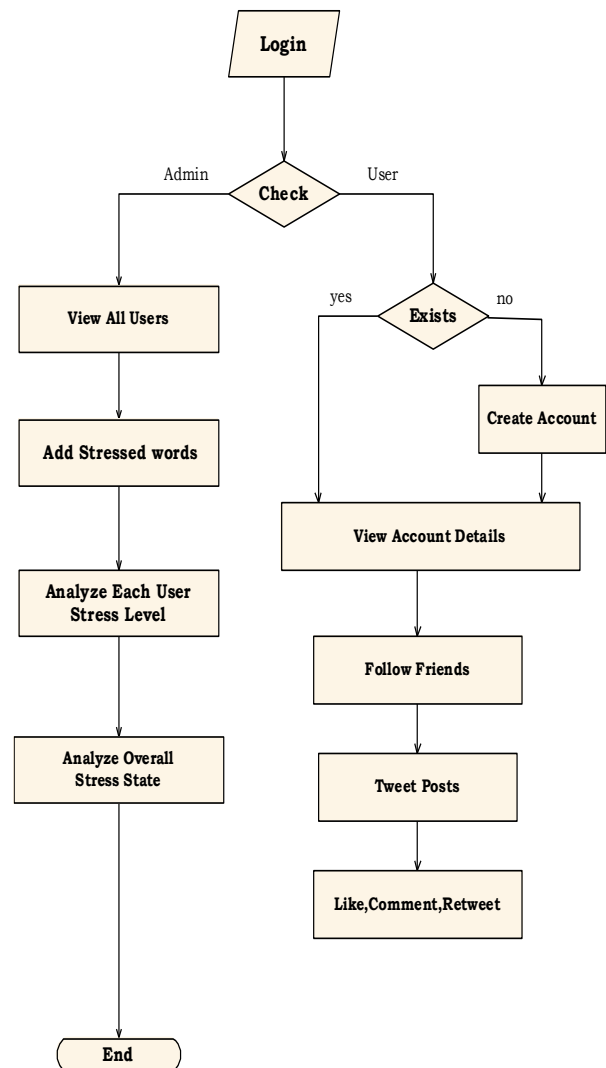 Login
Admin
Check
User
View All Users
yes
Exists
no
Create Account
Add Stressed words
View Account Details
Analyze Each User
Stress Level
Follow Friends
Analyze Overall
Stress State
Tweet Posts
Like,Comment,Retweet
End